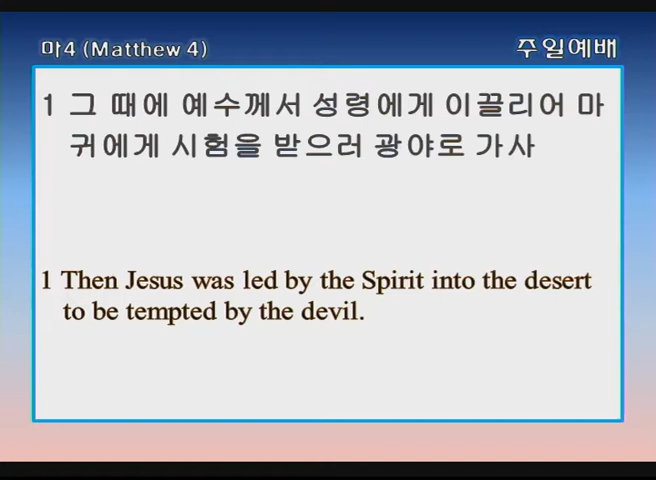 마4 (Matthew 4)
주일예배
1 그 때에 예수께서 성령에게 이끌리어 마
귀에게 시험을 받으러 광야로 가사
1 Then Jesus was led by the Spirit into the desert
to be tempted by the devil.